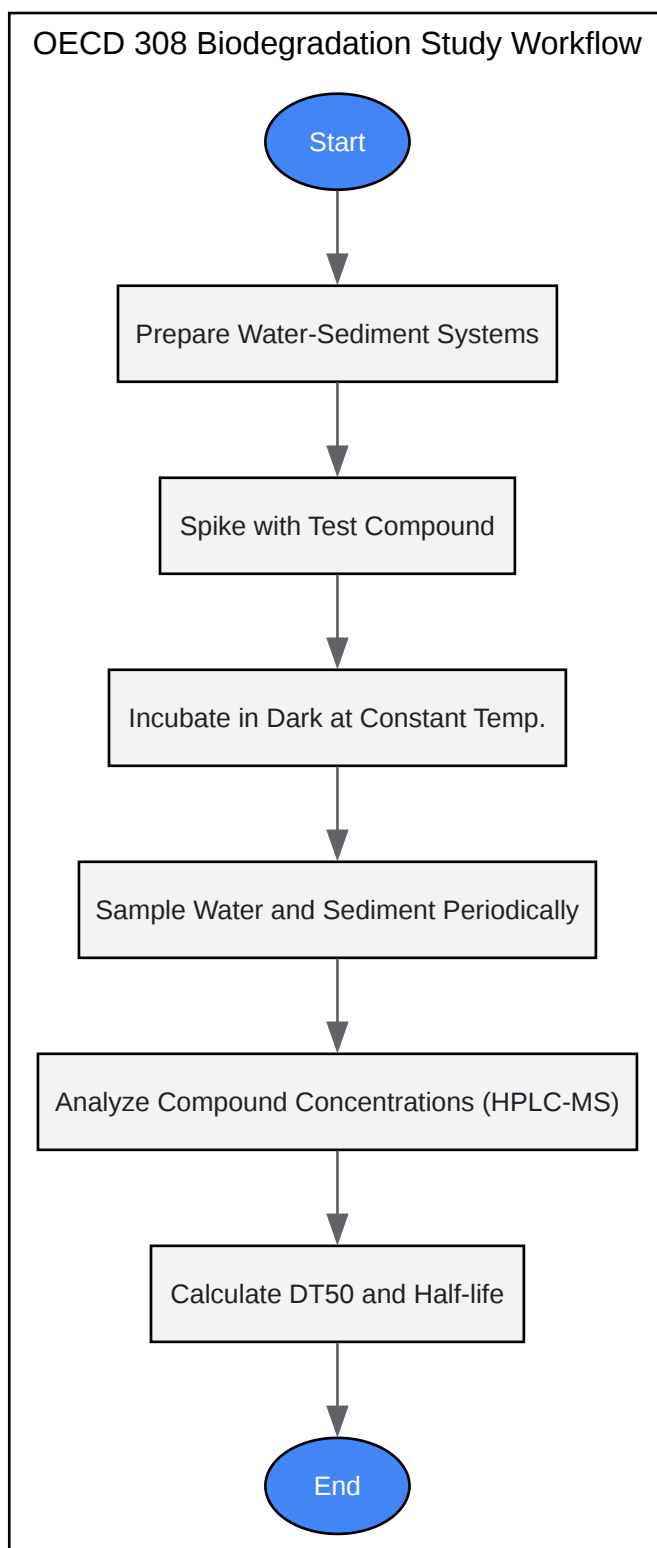 OECD 308 Biodegradation Study Workflow
Start
Prepare Water-Sediment Systems
Spike with Test Compound
Incubate in Dark at Constant Temp.
Sample Water and Sediment Periodically
Analyze Compound Concentrations (HPLC-MS)
Calculate DT50 and Half-life
End